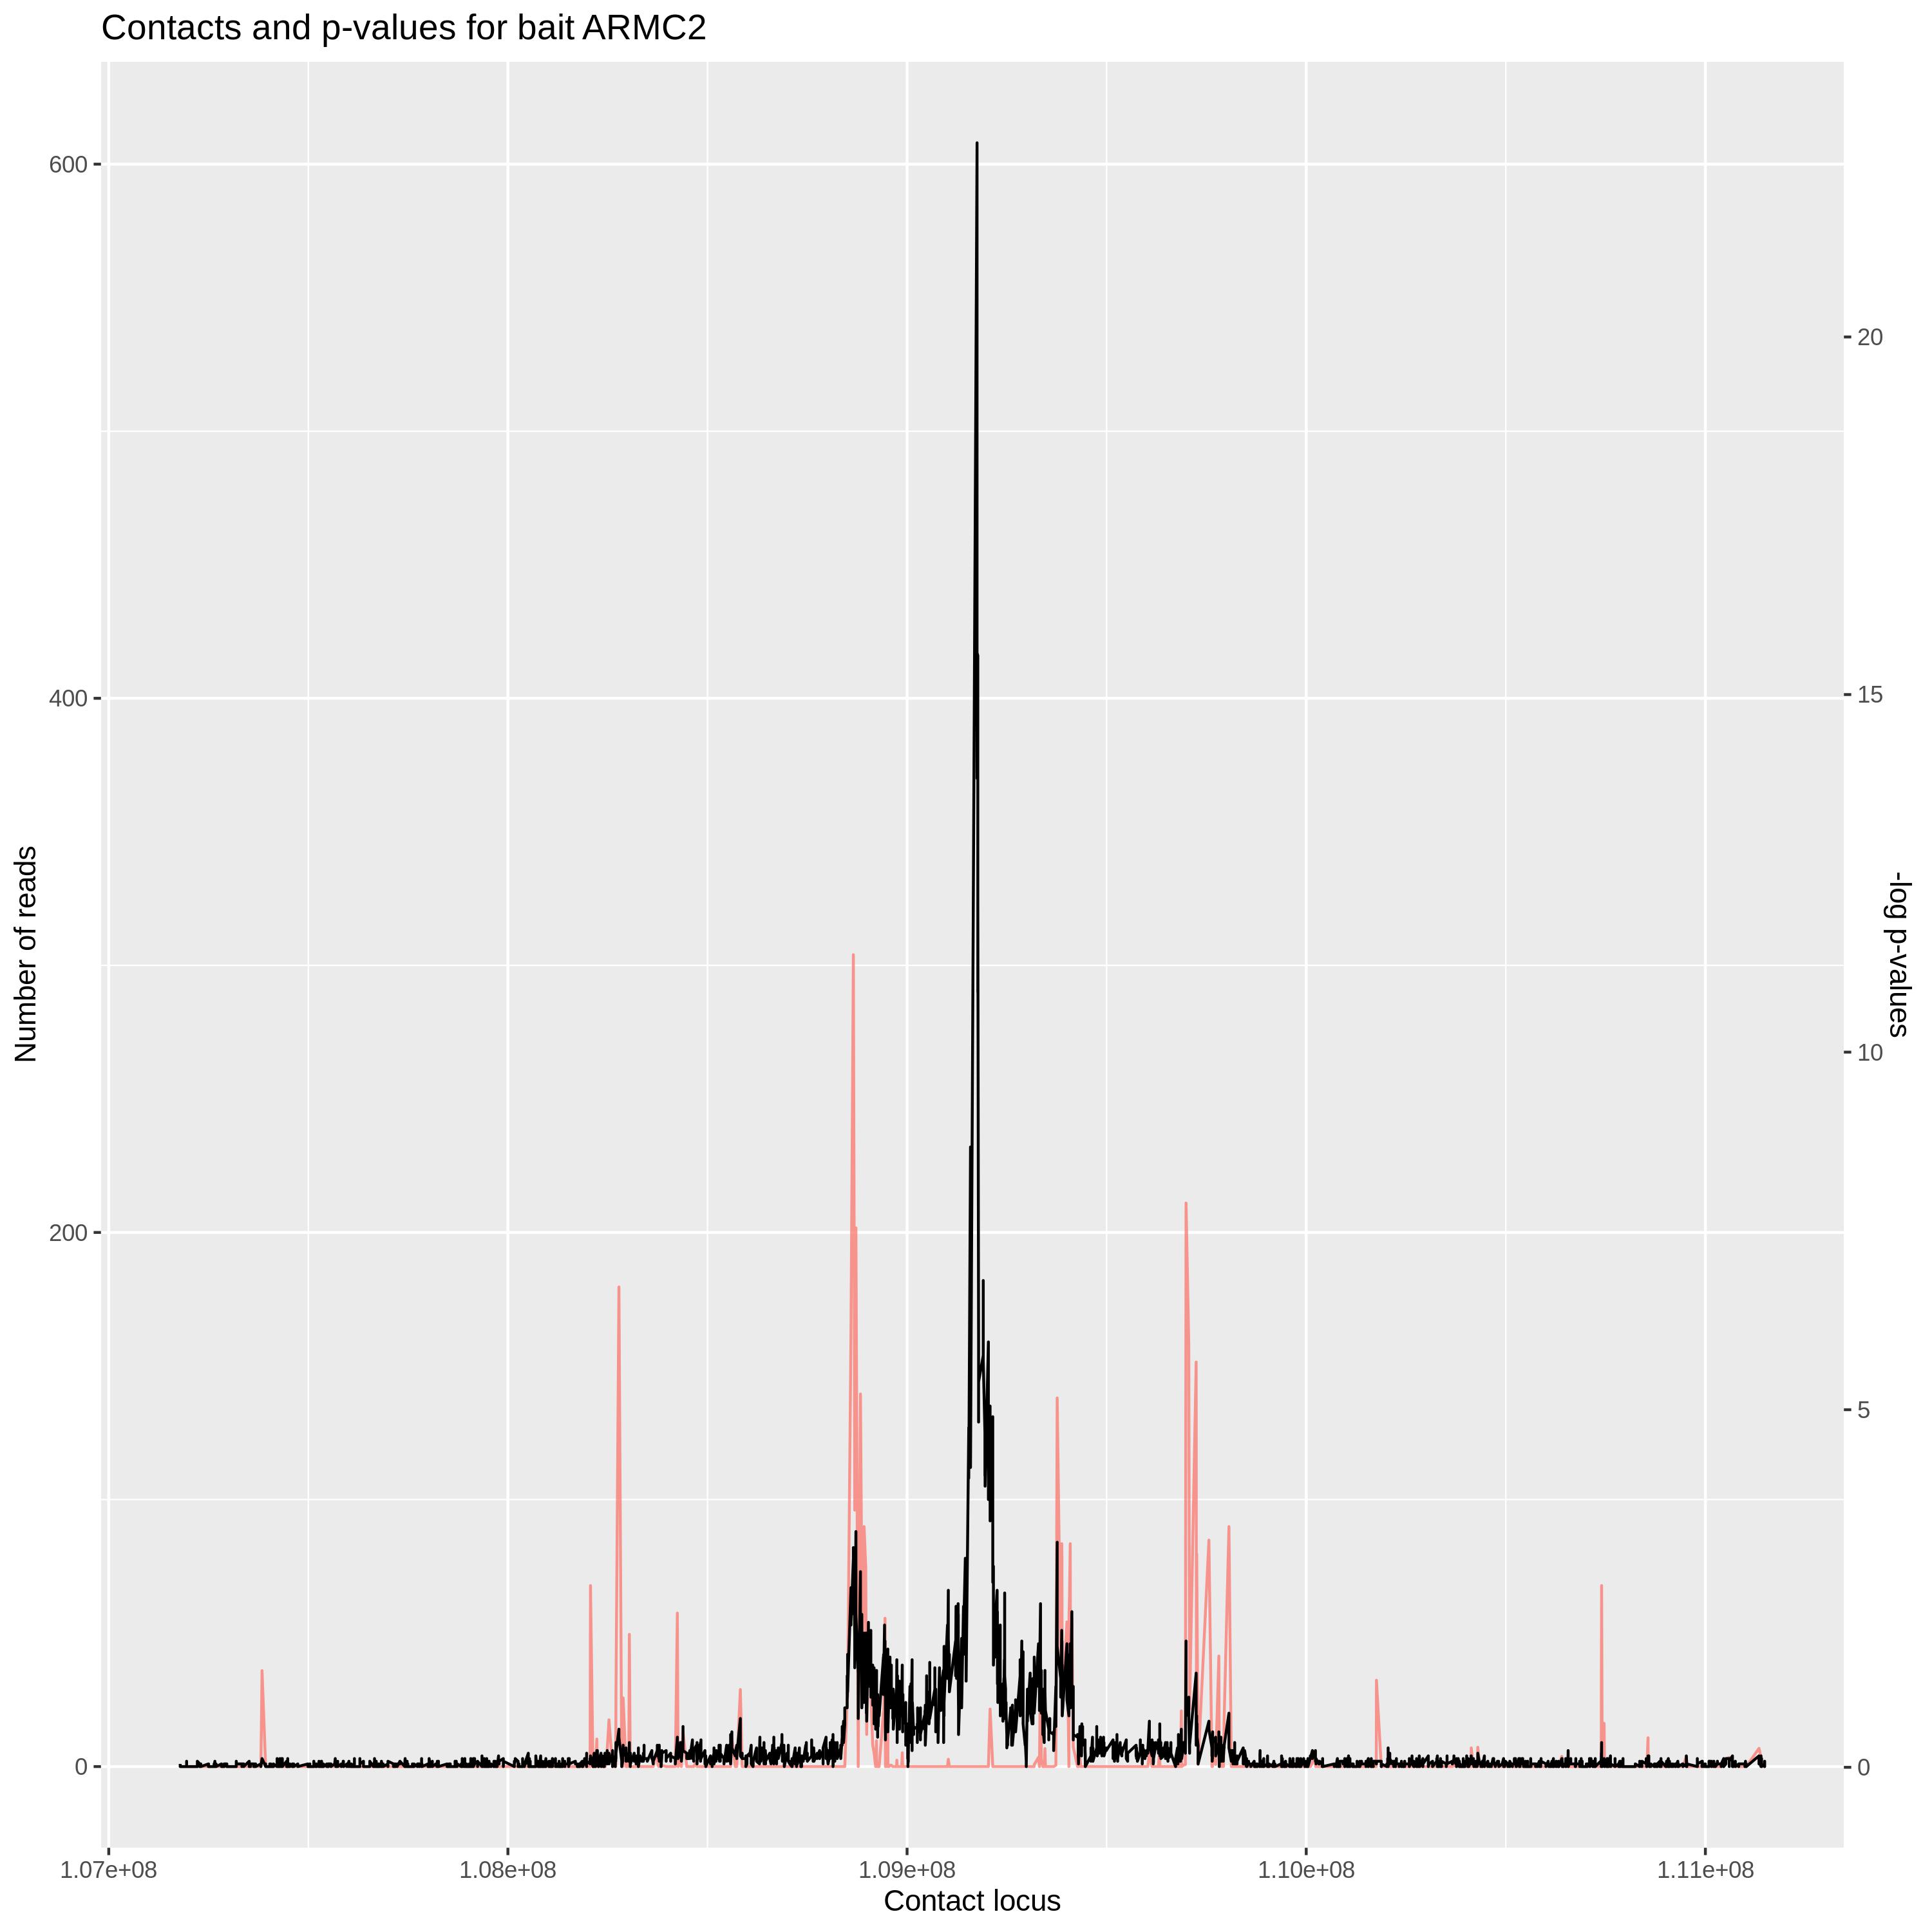 Contacts and p-values for bait ARMC2
600
400
200
0
Number of reads
20
15
10
5
0
-log p-values
1.07e+08
1.08e+08
1.09e+08
1.10e+08
1.11e+08
Contact locus